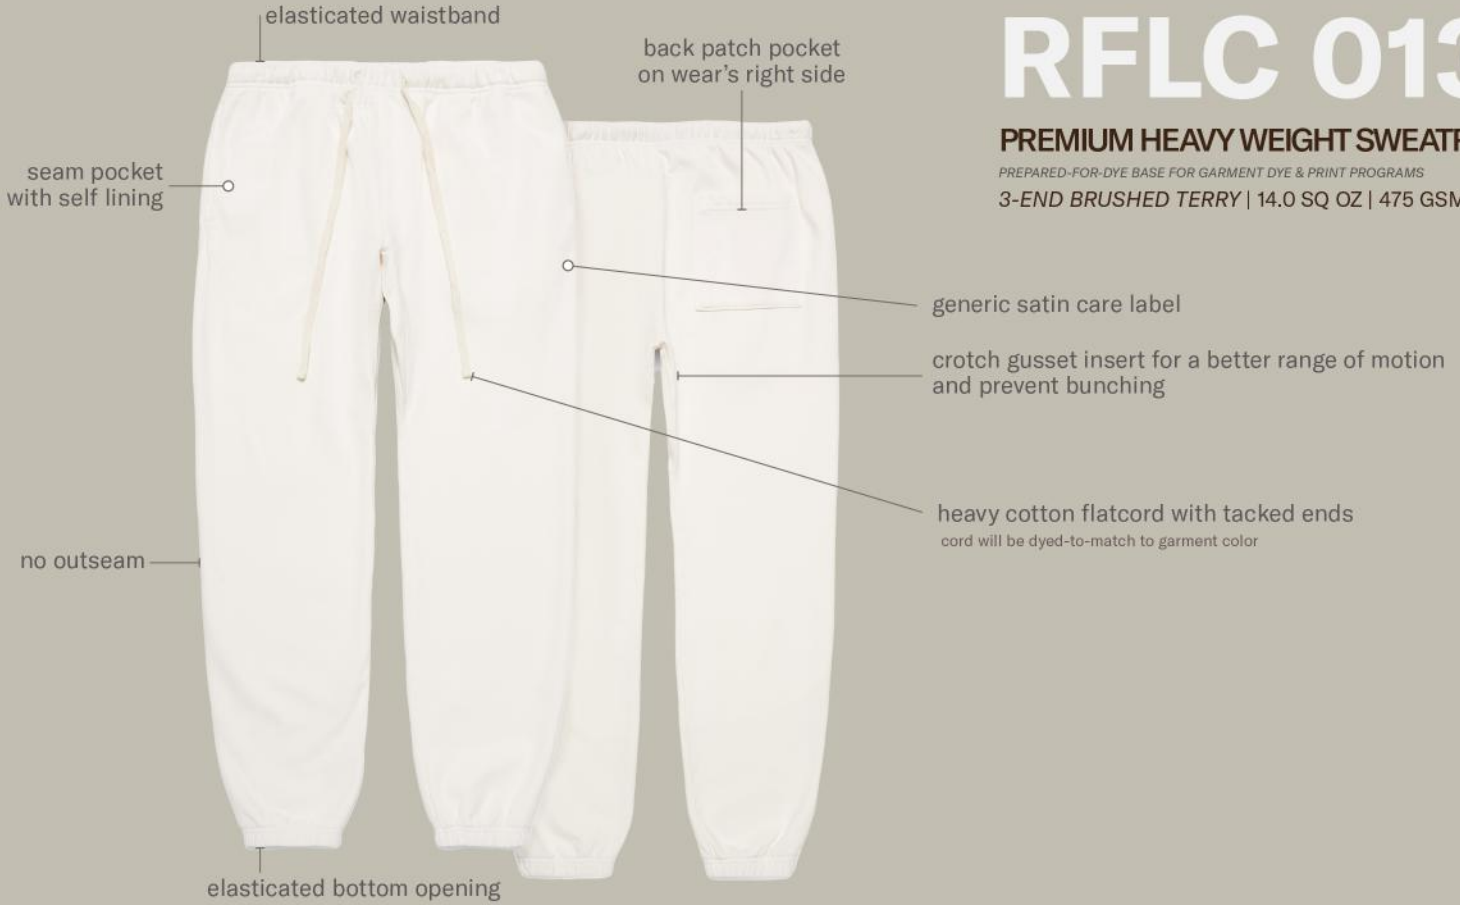 elasticated waistband
back patch pocket
on wear's right side
RFLC 013
PREMIUM HEAVY WEIGHT
PREPARED-FOR-DYE BASE FOR GARMENT DYE & PRINT PROGRAMS
3-END BRUSHED TERRY | 14.0 SQ OZ | 475 GSM
seam pocket
with self lining
generic satin care label
crotch gusset insert for a better range of motion
and prevent bunching
heavy cotton flatcord with tacked ends
cord will be dyed-to-match to garment color
no outseam
elasticated bottom opening